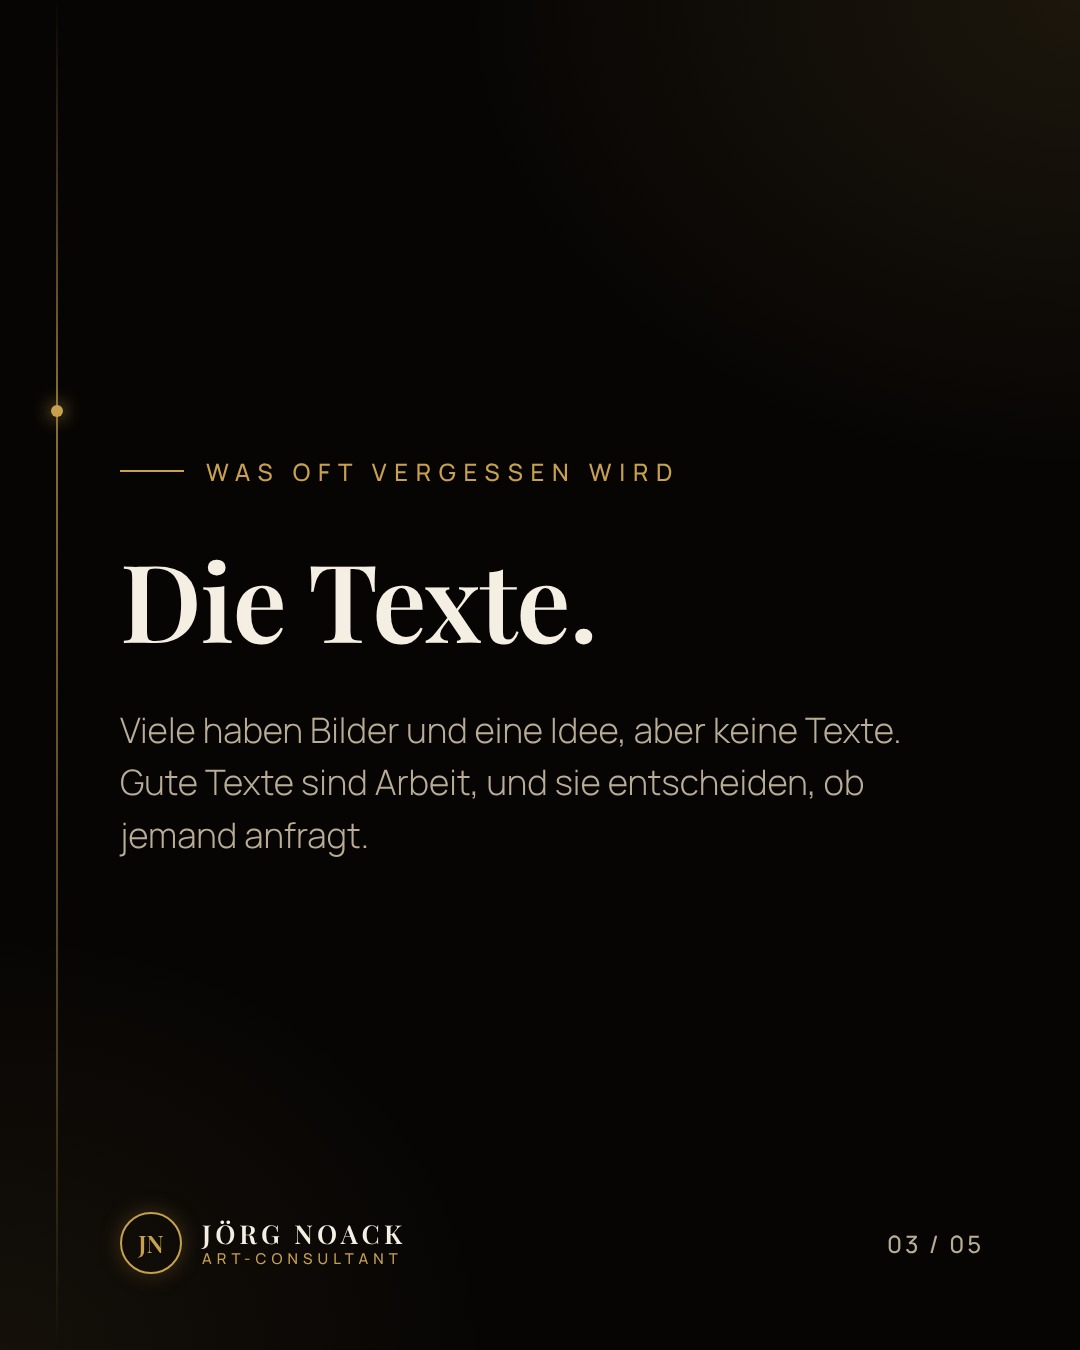 WAS OFT VERGESSEN WIRD
Die Texte.
Viele haben Bilder und eine Idee, aber keine Texte.
Gute Texte sind Arbeit, und sie entscheiden, ob
jemand anfragt.
JN
JÖRG NOACK
ART-CONSULTANT
03 / 05